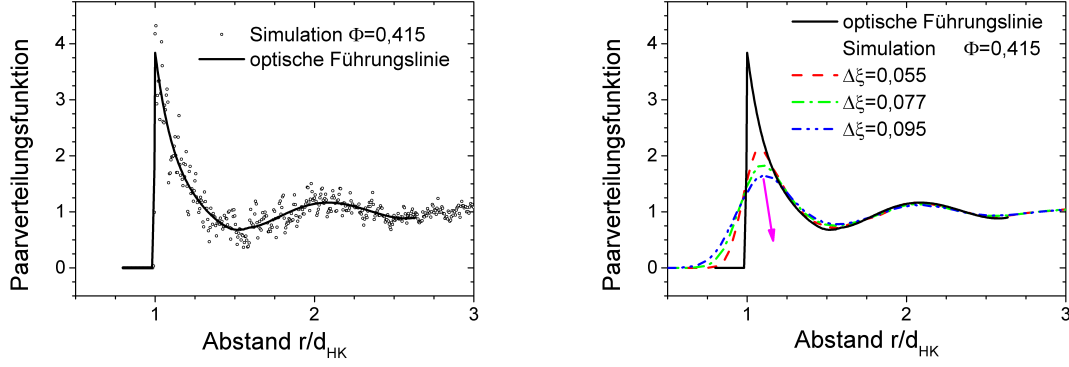 Paarverteilungsfunktion
4
3
2
1
0
Simulation Φ=0,415
optische Führungslinie
1
2
3
Abstand r/d_HK
Paarverteilungsfunktion
4
3
2
1
0
optische Führungslinie
Simulation Φ=0,415
Δξ=0,055
Δξ=0,077
Δξ=0,095
1
2
3
Abstand r/d_HK